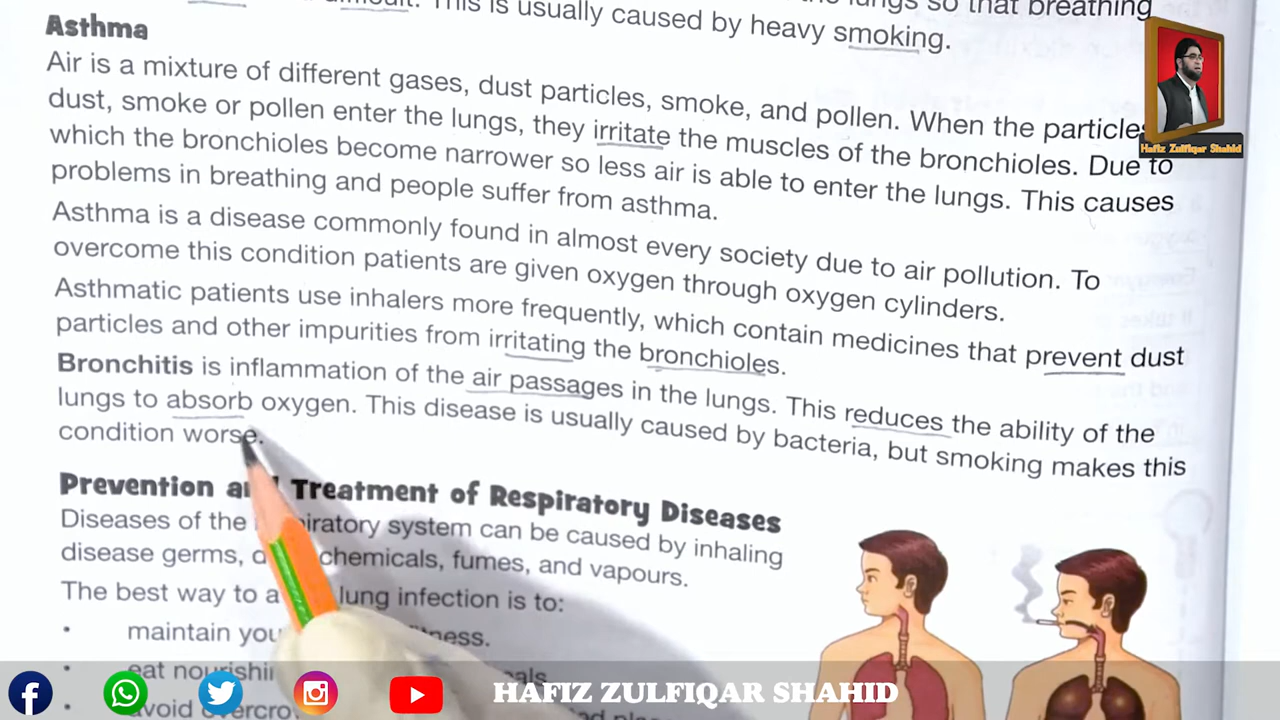 the lungs so that breathing
difficult. This is usually caused by heavy smoking.
Asthma
Air is a mixture of different gases, dust particles, smoke, and pollen. When the particles
dust, smoke or pollen enter the lungs, they irritate the muscles of the bronchioles. Due to
which the bronchioles become narrower so less air is able to enter the lungs. This causes
problems in breathing and people suffer from asthma.
Asthma is a disease commonly found in almost every society due to air pollution. To
overcome this condition patients are given oxygen through oxygen cylinders.
Asthmatic patients use inhalers more frequently, which contain medicines that prevent dust
particles and other impurities from irritating the bronchioles.
Bronchitis is inflammation of the air passages in the lungs. This reduces the ability of the
lungs to absorb oxygen. This disease is usually caused by bacteria, but smoking makes this
condition worse.
Prevention and Treatment of Respiratory Diseases
Diseases of the respiratory system can be caused by inhaling
disease germs, chemicals, fumes, and vapours.
The best way to a lung infection is to:
• maintain you
• eat nourishi
• avoid overcro
Hafiz Zulfiqar Shahid
HAFIZ ZULFIQAR SHAHID